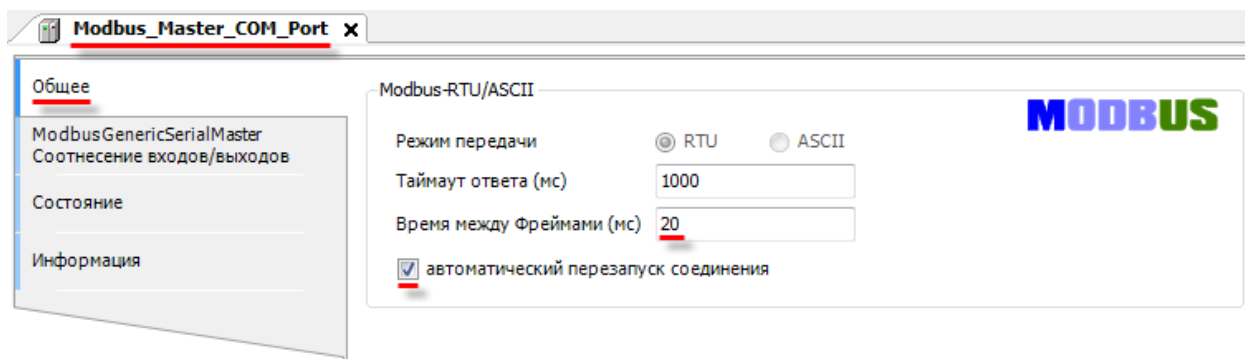 Modbus_Master_COM_Port X
Общее
ModbusGenericSerialMaster
Соотнесение входов/выходов
Состояние
Информация
Modbus-RTU/ASCII
MODBUS
Режим передачи RTU ASCII
Таймаут ответа (мс) 1000
Время между Фреймами (мс) 20
автоматический перезапуск соединения